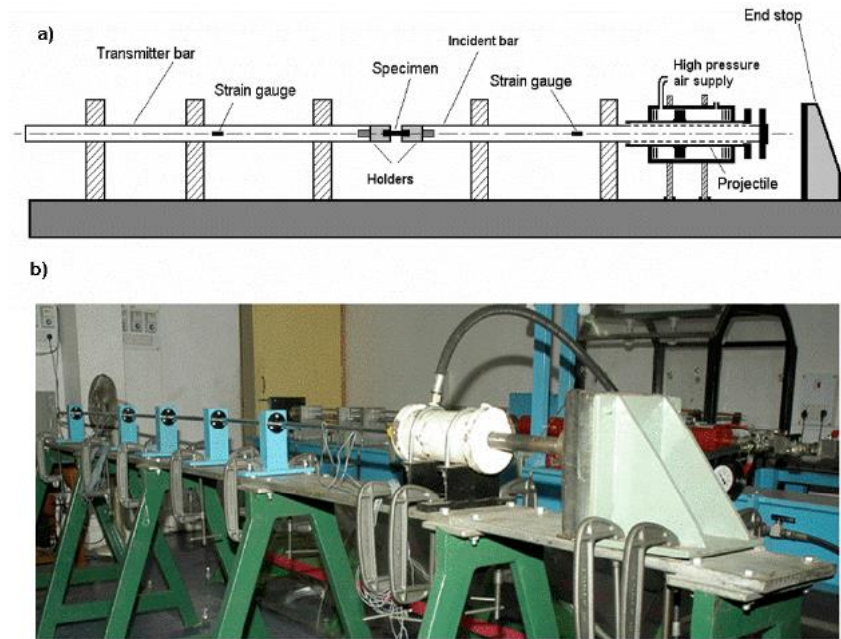 a)
End stop
Transmitter bar
Incident bar
High pressure
air supply
Specimen
Strain gauge
Strain gauge
Holders
Projectile
b)